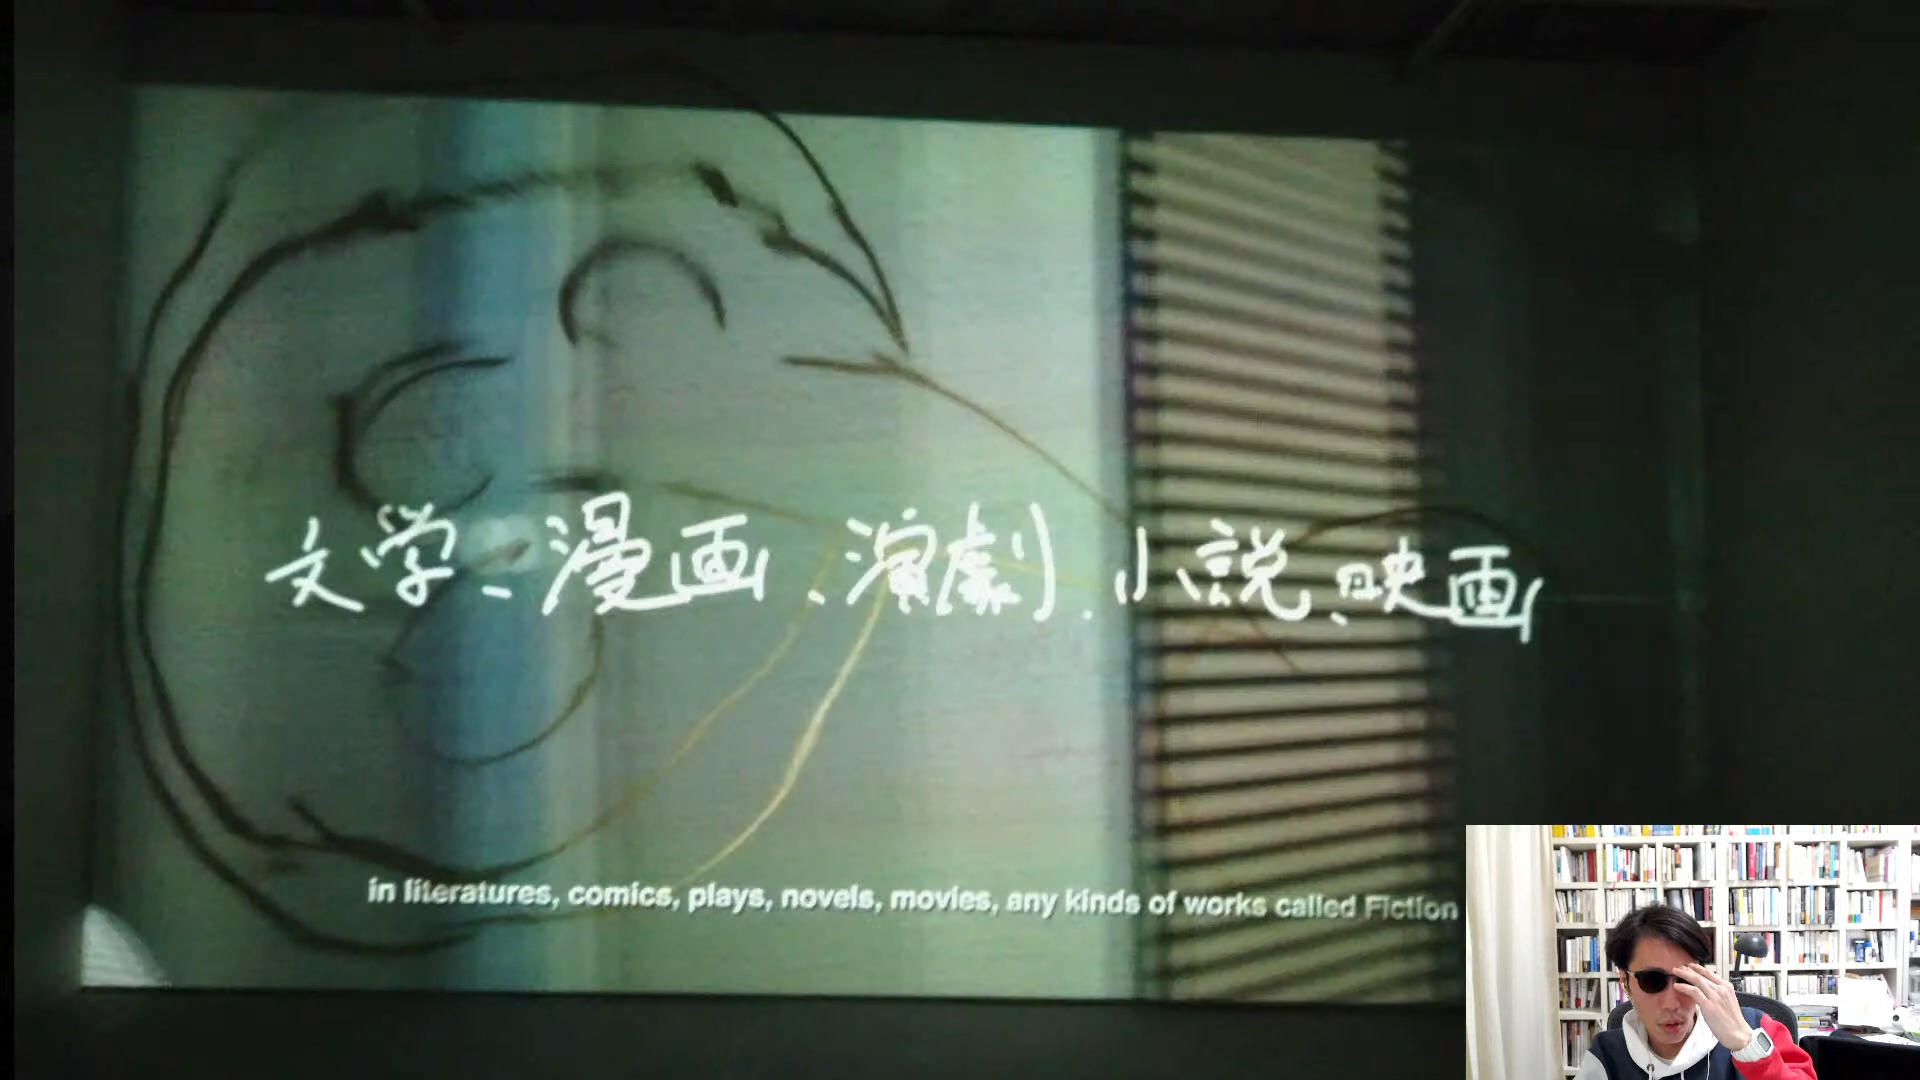 文学、漫画、演劇、小説、映画
in literatures, comics, plays, novels, movies, any kinds of works called Fiction